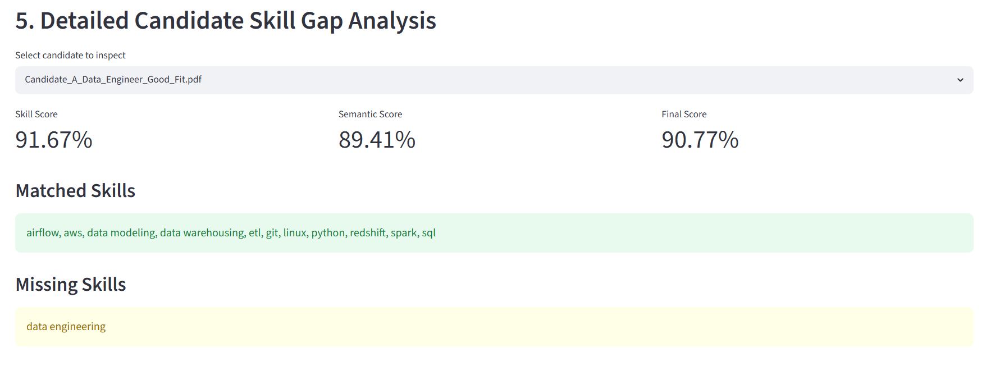 5. Detailed Candidate Skill Gap Analysis
Select candidate to inspect
Candidate_A_Data_Engineer_Good_Fit.pdf
Skill Score
Semantic Score
Final Score
91.67%
89.41%
90.77%
Matched Skills
airflow, aws, data modeling, data warehousing, etl, git, linux, python, redshift, spark, sql
Missing Skills
data engineering